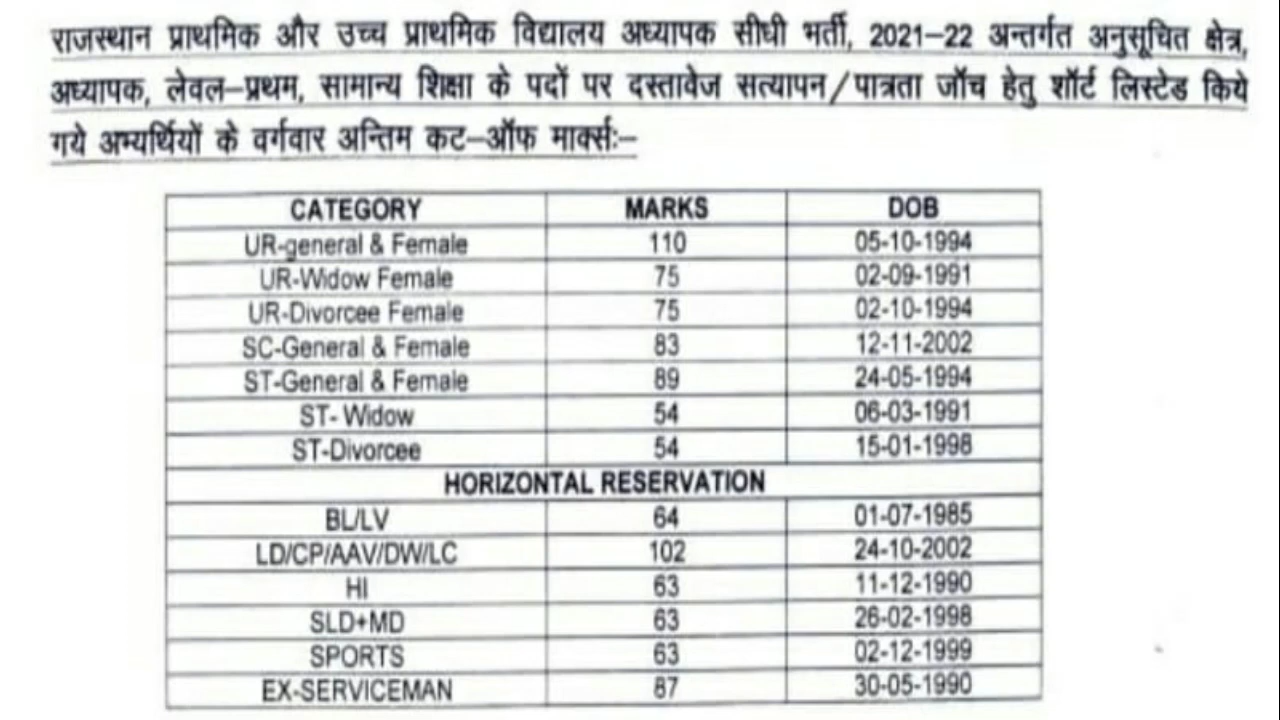 राजस्थान प्राथमिक और उच्च प्राथमिक विद्यालय अध्यापक सीधी भर्ती, 2021–22 अन्तर्गत अनुसूचित क्षेत्र,
अध्यापक, लेवल–प्रथम, सामान्य शिक्षा के पदों पर दस्तावेज सत्यापन/पात्रता जॉच हेतु शॉर्ट लिस्टेड किये
गये अभ्यर्थियों के वर्गवार अन्तिम कट–ऑफ मार्क्सः–
CATEGORY MARKS DOB
UR-general & Female 110 05-10-1994
UR-Widow Female 75 02-09-1991
UR-Divorcee Female 75 02-10-1994
SC-General & Female 83 12-11-2002
ST-General & Female 89 24-05-1994
ST- Widow 54 06-03-1991
ST-Divorcee 54 15-01-1998
HORIZONTAL RESERVATION
BL/LV 64 01-07-1985
LD/CP/AAV/DW/LC 102 24-10-2002
HI 63 11-12-1990
SLD+MD 63 26-02-1998
SPORTS 63 02-12-1999
EX-SERVICEMAN 87 30-05-1990